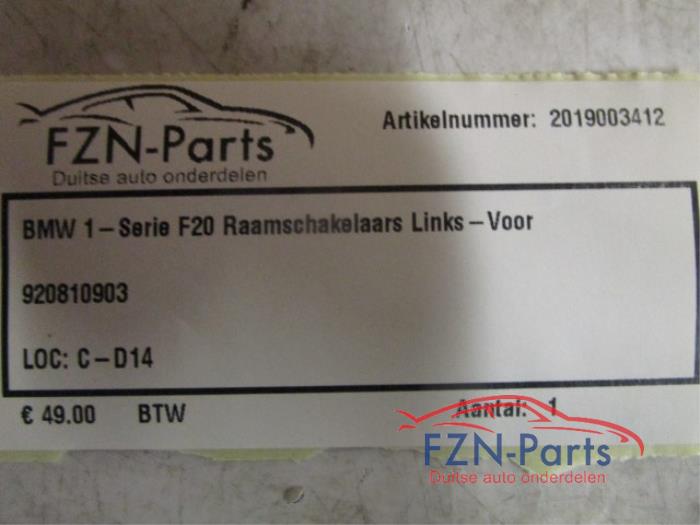 FZN-Parts
Duitse auto onderdelen
Artikelnummer: 2019003412
BMW 1-Serie F20 Raamschakelaars Links-Voor
920810903
LOC: C-D14
€ 49.00 BTW Aantal: 1
FZN-Parts
Duitse auto onderdelen